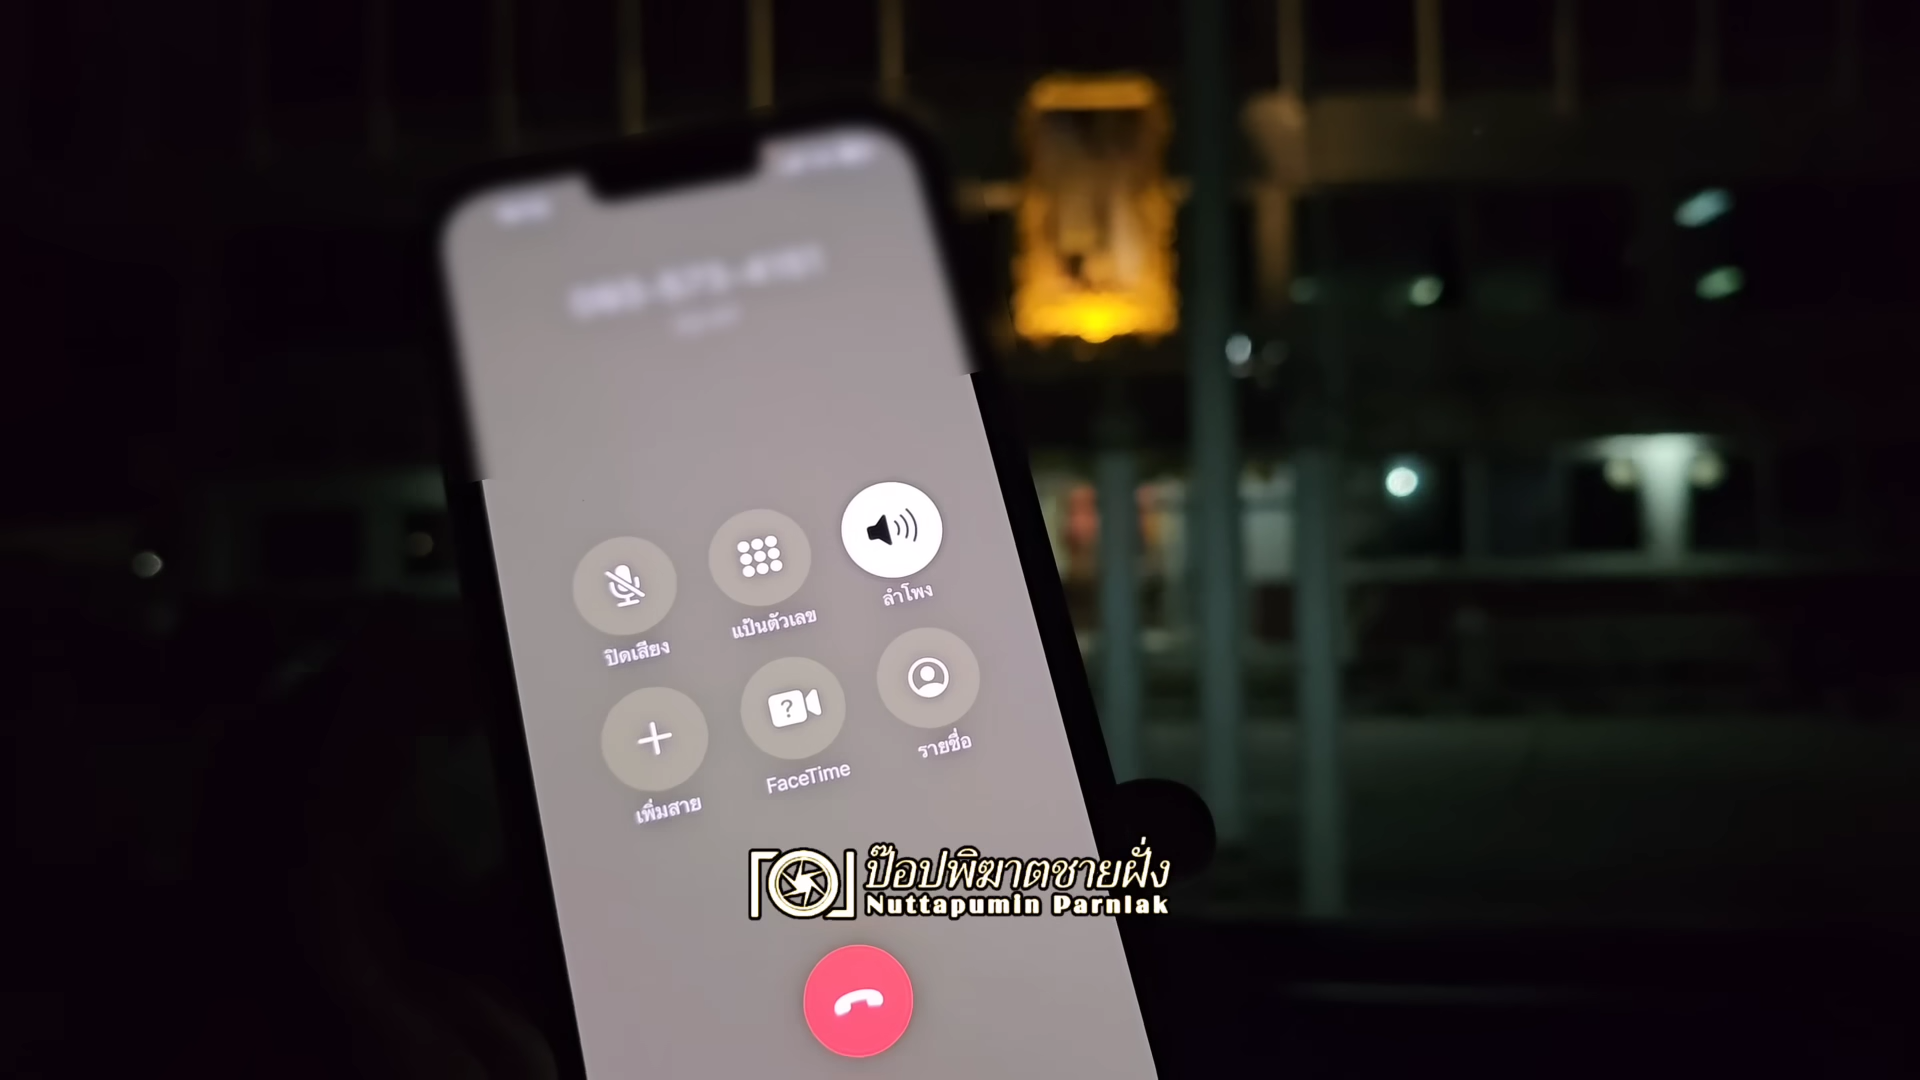 ปิดเสียง
แป้นตัวเลข
ลำโพง
เพิ่มสาย
?
FaceTime
รายชื่อ
ป๊อปพิฆาตชายฝั่ง
Nuttapumin Parnlak